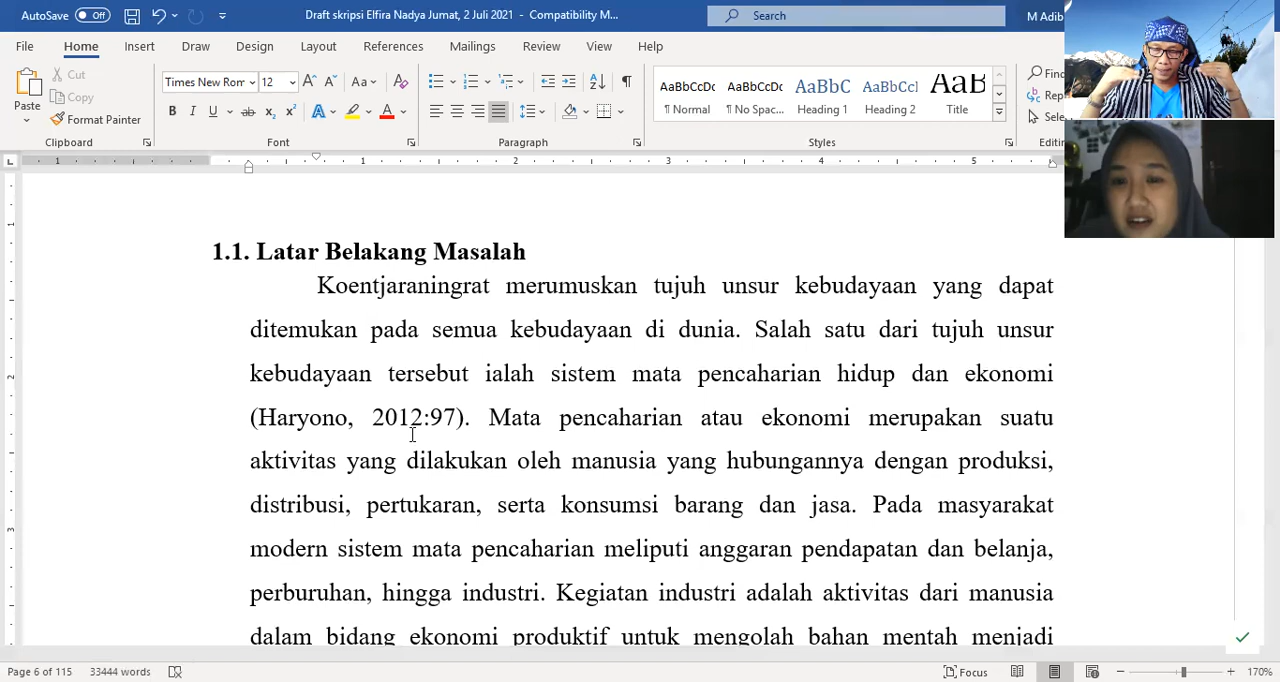 AutoSave Off Draft skripsi Elfira Nadya Jumat, 2 Juli 2021 - Compatibility M... Search M Adib
File Home Insert Draw Design Layout References Mailings Review View Help
Paste Cut Copy Format Painter
Times New Rom 12
AaBbCcDc AaBbCcDc AaBbC AaBbCcI AaB
¶ Normal ¶ No Spac... Heading 1 Heading 2 Title
Clipboard Font Paragraph Styles
1.1. Latar Belakang Masalah
Koentjaraningrat merumuskan tujuh unsur kebudayaan yang dapat
ditemukan pada semua kebudayaan di dunia. Salah satu dari tujuh unsur
kebudayaan tersebut ialah sistem mata pencaharian hidup dan ekonomi
(Haryono, 2012:97). Mata pencaharian atau ekonomi merupakan suatu
aktivitas yang dilakukan oleh manusia yang hubungannya dengan produksi,
distribusi, pertukaran, serta konsumsi barang dan jasa. Pada masyarakat
modern sistem mata pencaharian meliputi anggaran pendapatan dan belanja,
perburuhan, hingga industri. Kegiatan industri adalah aktivitas dari manusia
dalam bidang ekonomi produktif untuk mengolah bahan mentah menjadi
Page 6 of 115 33444 words Focus 170%